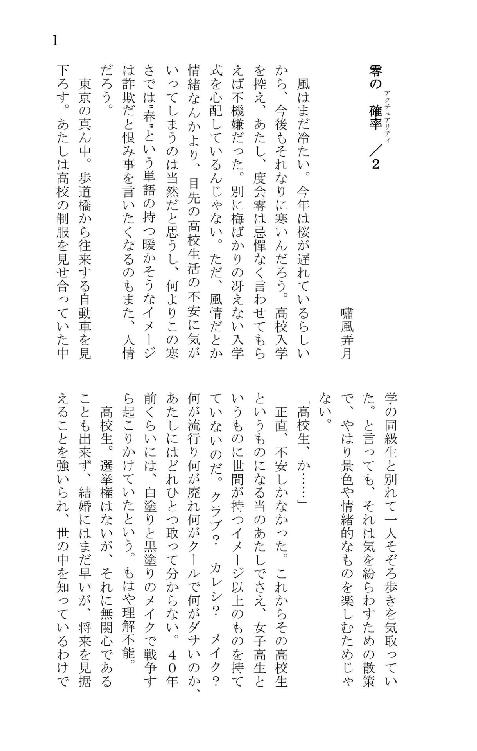 1
零の 確率／２
アクチュアリティ
嘯風弄月
　風はまだ冷たい。今年は桜が遅れているらしい
から、今後もそれなりに寒いんだろう。高校入学
を控え、あたし、度会零は忌憚なく言わせてもら
えば不機嫌だった。別に梅ばかりの冴えない入学
式を心配しているんじゃない。ただ、風情だとか
情緒なんかより、目先の高校生活の不安に気が
いってしまうのは当然だと思うし、何よりこの寒
さでは“春”という単語の持つ暖かそうなイメージ
は詐欺だと恨み事を言いたくなるのもまた、人情
だろう。
　東京の真ん中。歩道橋から往来する自動車を見
下ろす。あたしは高校の制服を見せ合っていた中
学の同級生と別れて一人そぞろ歩きを気取ってい
た。と言っても、それは気を紛らわすための散策
で、やはり景色や情緒的なものを楽しむためじゃ
ない。
「高校生、か……」
　正直、不安しかなかった。これからその高校生
というものになる当のあたしでさえ、女子高生と
いうものに世間が持つイメージ以上のものを持て
ていないのだ。クラブ？　カレシ？　メイク？
何が流行り何が廃れ何がクールで何がダサいのか、
あたしにはどれひとつ取って分からない。４０年
前くらいには、白塗りと黒塗りのメイクで戦争す
ら起こりかけていたという。もはや理解不能。
　高校生。選挙権はないが、それに無関心である
ことも出来ず、結婚にはまだ早いが、将来を見据
えることを強いられ、世の中を知っているわけで